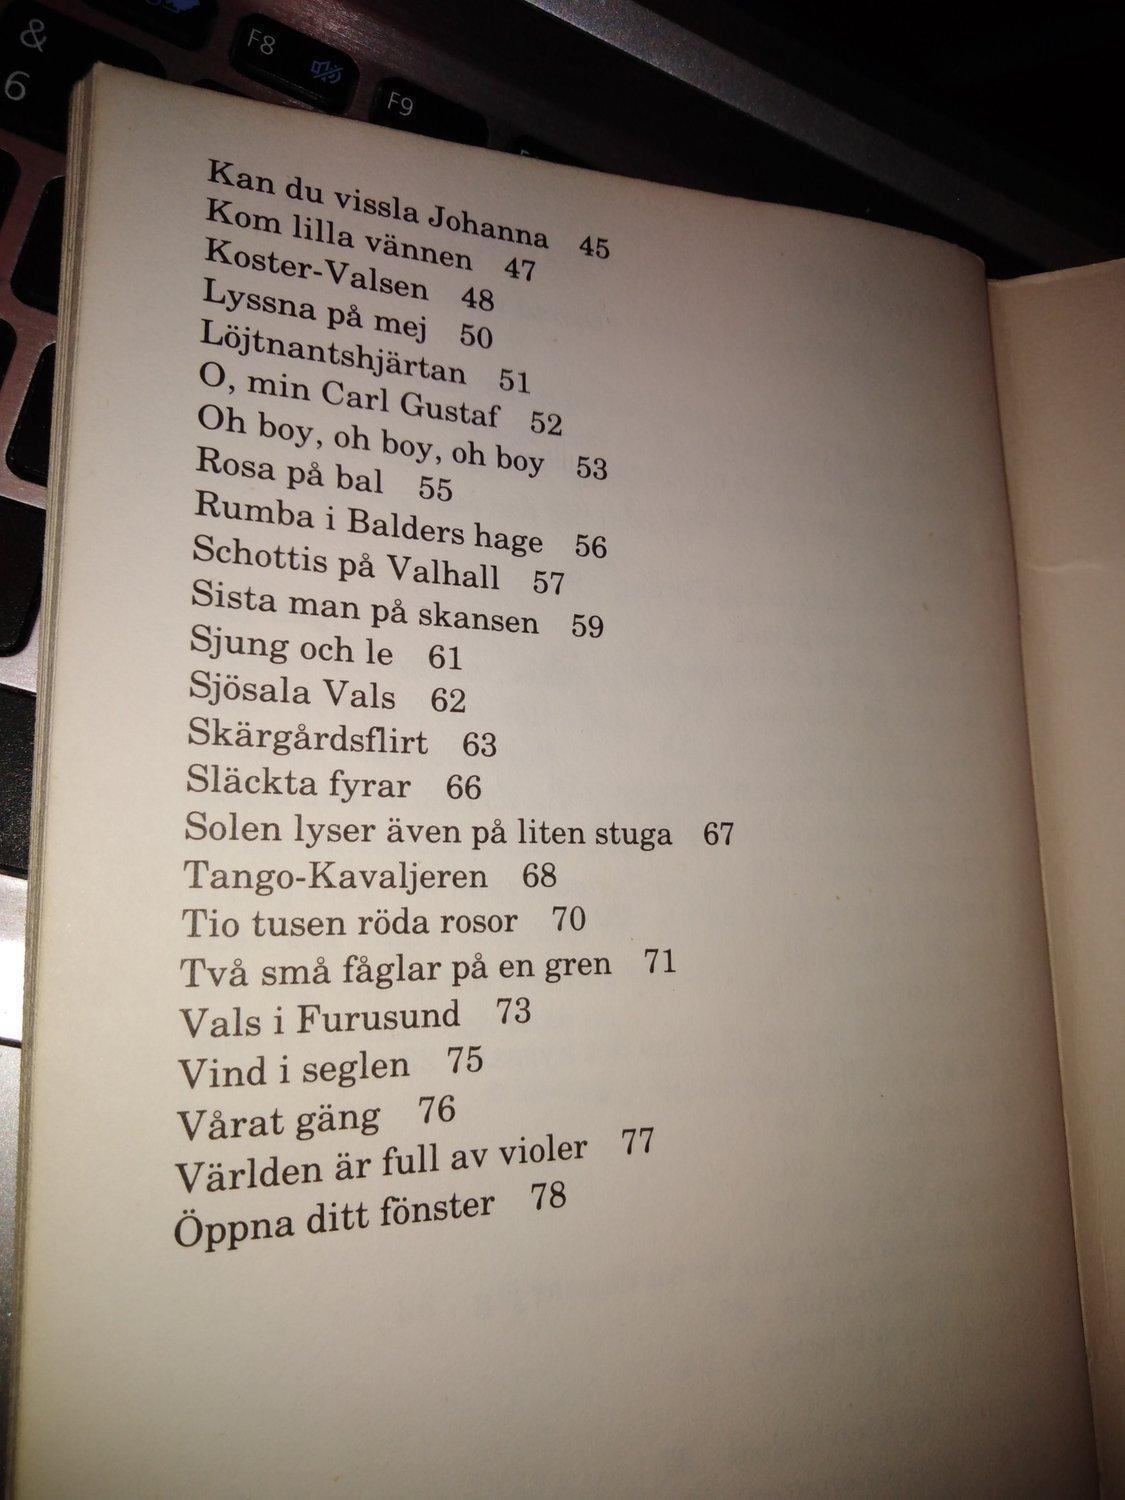 &
6
F8
F9
Kan du vissla Johanna 45
Kom lilla vännen 47
Koster-Valsen 48
Lyssna på mej 50
Löjtnantshjärtan 51
O, min Carl Gustaf 52
Oh boy, oh boy, oh boy 53
Rosa på bal 55
Rumba i Balders hage 56
Schottis på Valhall 57
Sista man på skansen 59
Sjung och le 61
Sjösala Vals 62
Skärgårdsflirt 63
Släckta fyrar 66
Solen lyser även på liten stuga 67
Tango-Kavaljeren 68
Tio tusen röda rosor 70
Två små fåglar på en gren 71
Vals i Furusund 73
Vind i seglen 75
Vårat gäng 76
Världen är full av violer 77
Öppna ditt fönster 78